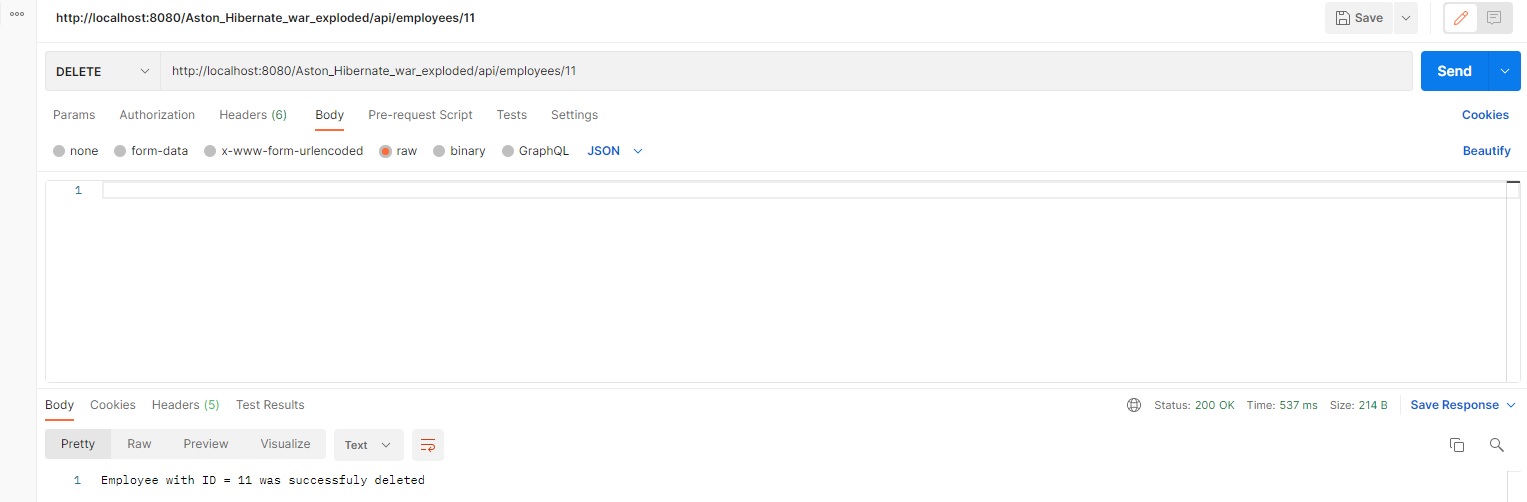 http://localhost:8080/Aston_Hibernate_war_exploded/api/employees/11 Save
DELETE http://localhost:8080/Aston_Hibernate_war_exploded/api/employees/11 Send
Params Authorization Headers (6) Body Pre-request Script Tests Settings Cookies
none form-data x-www-form-urlencoded raw binary GraphQL JSON Beautify
1
Body Cookies Headers (5) Test Results Status: 200 OK Time: 537 ms Size: 214 B Save Response
Pretty Raw Preview Visualize Text
1 Employee with ID = 11 was successfuly deleted